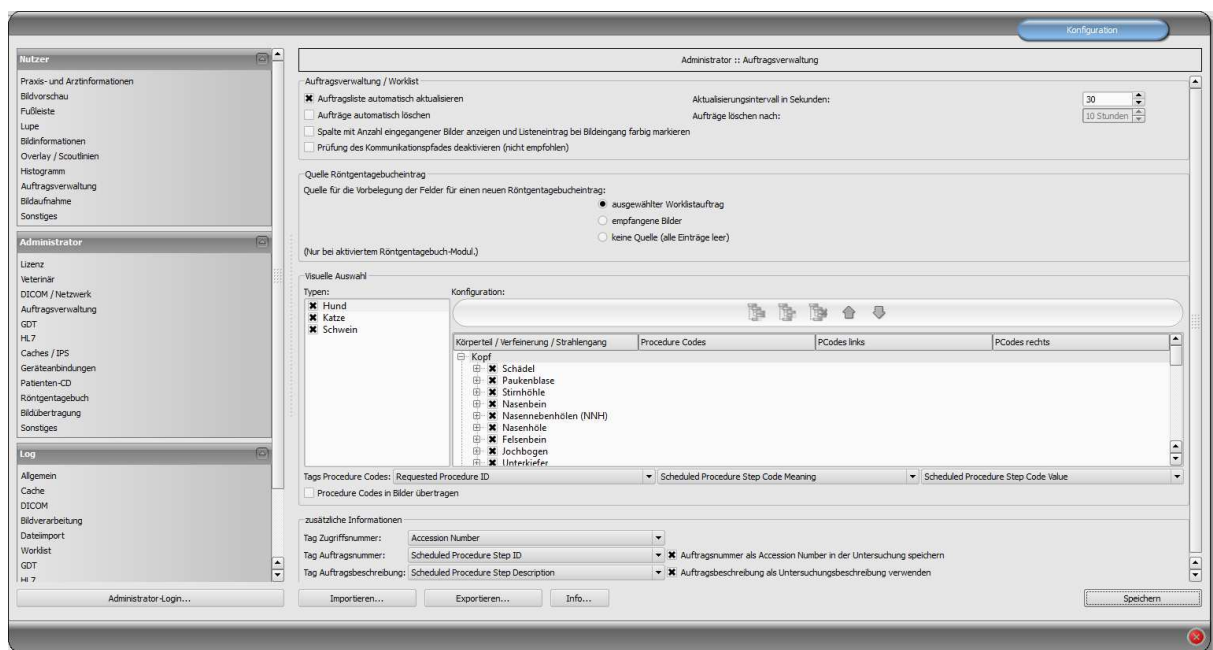 Konfiguration
Nutzer
Praxis- und Arztinformationen
Bildvorschau
Fußleiste
Lupe
Bildinformationen
Overlay / Scoutlinien
Histogramm
Auftragsverwaltung
Bildaufnahme
Sonstiges
Administrator
Lizenz
Veterinär
DICOM / Netzwerk
Auftragsverwaltung
GDT
HL7
Caches / IPS
Geräteanbindungen
Patienten-CD
Röntgentagebuch
Bildübertragung
Sonstiges
Log
Allgemein
Cache
DICOM
Bildverarbeitung
Dateiimport
Worklist
GDT
HL7
Administrator-Login...
Administrator :: Auftragsverwaltung
Auftragsverwaltung / Worklist
Auftragsliste automatisch aktualisieren Aktualisierungsintervall in Sekunden: 30
Aufträge automatisch löschen Aufträge löschen nach: 10 Stunden
Spalte mit Anzahl eingegangener Bilder anzeigen und Listeneintrag bei Bildeingang farbig markieren
Prüfung des Kommunikationspfades deaktivieren (nicht empfohlen)
Quelle Röntgentagebucheintrag
Quelle für die Vorbelegung der Felder für einen neuen Röntgentagebucheintrag:
ausgewählter Worklistauftrag
empfangene Bilder
keine Quelle (alle Einträge leer)
(Nur bei aktiviertem Röntgentagebuch-Modul.)
Visuelle Auswahl
Typen: Konfiguration:
Hund
Katze
Schwein
Körperteil / Verfeinerung / Strahlengang Procedure Codes PCodes links PCodes rechts
Kopf
Schädel
Paukenblase
Stirnhöhle
Nasenbein
Nasennebenhölen (NNH)
Nasenhöle
Felsenbein
Jochbogen
Unterkiefer
Tags Procedure Codes: Requested Procedure ID Scheduled Procedure Step Code Meaning Scheduled Procedure Step Code Value
Procedure Codes in Bilder übertragen
zusätzliche Informationen
Tag Zugriffsnummer: Accession Number
Tag Auftragsnummer: Scheduled Procedure Step ID Auftragsnummer als Accession Number in der Untersuchung speichern
Tag Auftragsbeschreibung: Scheduled Procedure Step Description Auftragsbeschreibung als Untersuchungsbeschreibung verwenden
Importieren... Exportieren... Info... Speichern